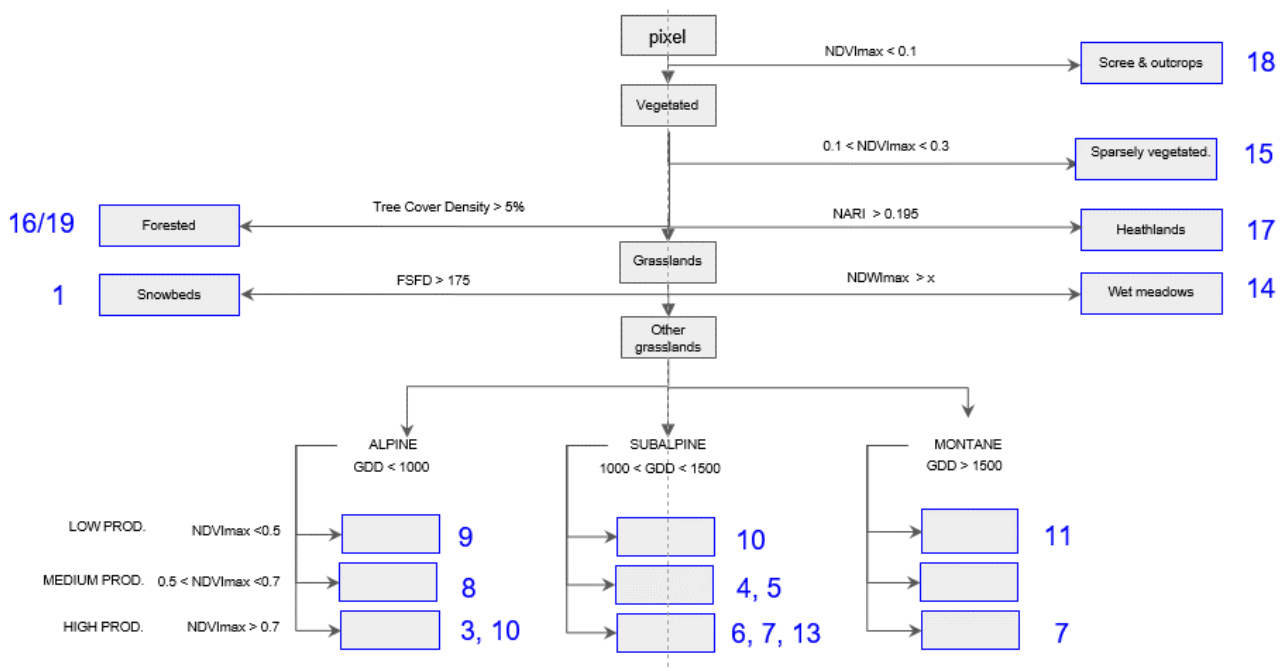 pixel
NDVImax < 0.1
Scree & outcrops
18
Vegetated
0.1 < NDVImax < 0.3
Sparsely vegetated.
15
16/19
Forested
Tree Cover Density > 5%
NARI > 0.195
Heathlands
17
Grasslands
1
Snowbeds
FSFD > 175
NDWImax > x
Wet meadows
14
Other
grasslands
ALPINE
GDD < 1000
SUBALPINE
1000 < GDD < 1500
MONTANE
GDD > 1500
LOW PROD.
NDVImax <0.5
9
10
11
MEDIUM PROD.
0.5 < NDVImax <0.7
8
4, 5
HIGH PROD.
NDVImax > 0.7
3, 10
6, 7, 13
7